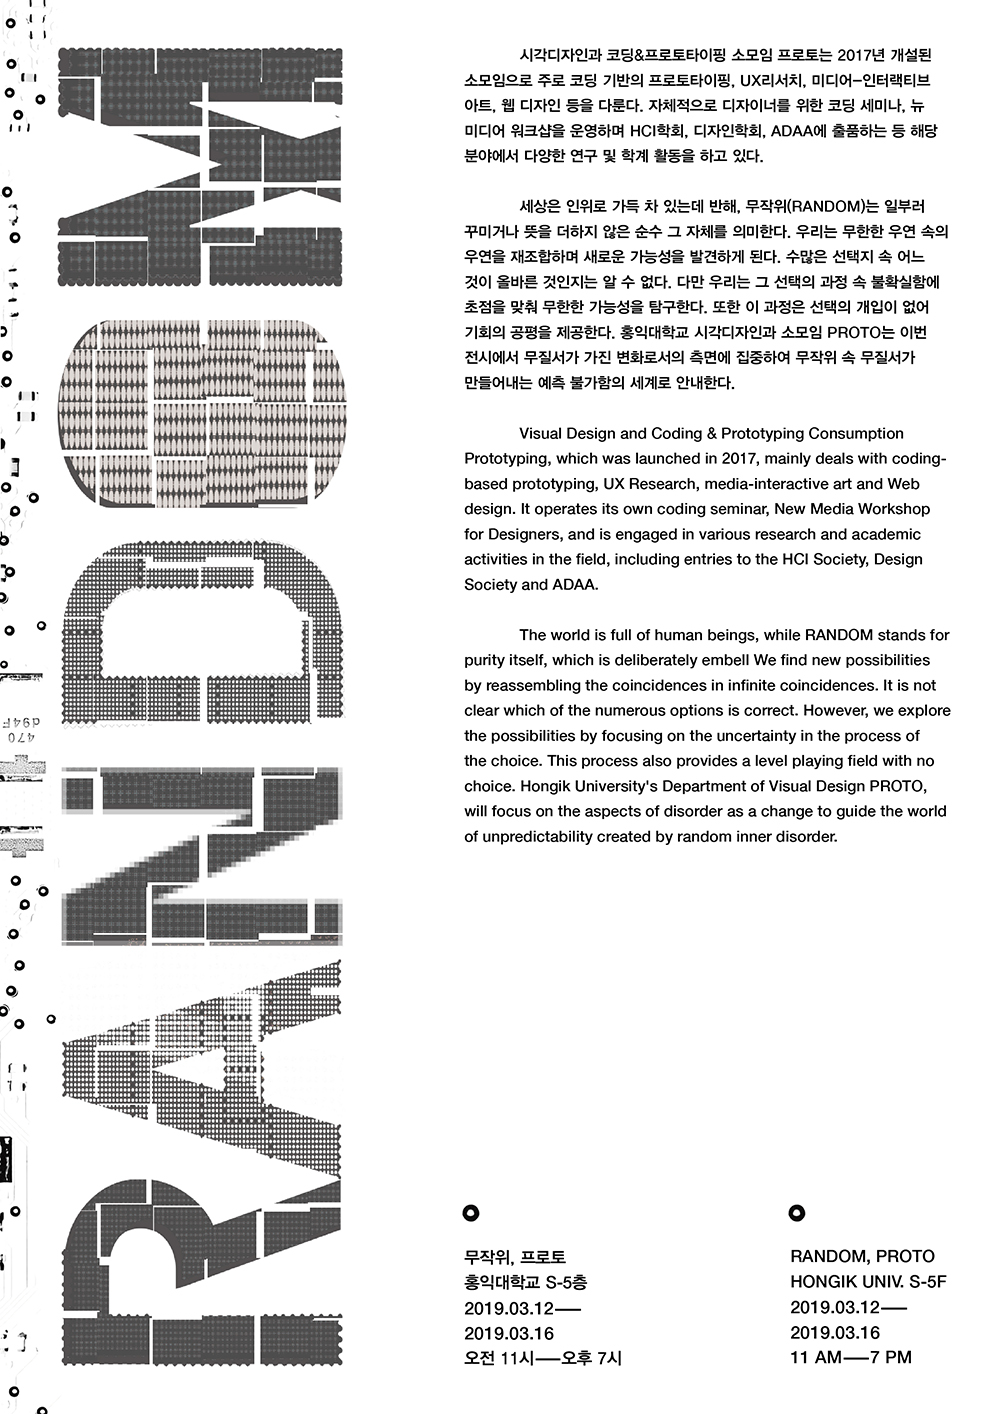 RANDOM
470
d94F
시각디자인과 코딩&프로토타이핑 소모임 프로토는 2017년 개설된
소모임으로 주로 코딩 기반의 프로토타이핑, UX리서치, 미디어–인터랙티브
아트, 웹 디자인 등을 다룬다. 자체적으로 디자이너를 위한 코딩 세미나, 뉴
미디어 워크샵을 운영하며 HCI학회, 디자인학회, ADAA에 출품하는 등 해당
분야에서 다양한 연구 및 학계 활동을 하고 있다.
세상은 인위로 가득 차 있는데 반해, 무작위(RANDOM)는 일부러
꾸미거나 뜻을 더하지 않은 순수 그 자체를 의미한다. 우리는 무한한 우연 속의
우연을 재조합하며 새로운 가능성을 발견하게 된다. 수많은 선택지 속 어느
것이 올바른 것인지는 알 수 없다. 다만 우리는 그 선택의 과정 속 불확실함에
초점을 맞춰 무한한 가능성을 탐구한다. 또한 이 과정은 선택의 개입이 없어
기회의 공평을 제공한다. 홍익대학교 시각디자인과 소모임 PROTO는 이번
전시에서 무질서가 가진 변화로서의 측면에 집중하여 무작위 속 무질서가
만들어내는 예측 불가함의 세계로 안내한다.
Visual Design and Coding & Prototyping Consumption
Prototyping, which was launched in 2017, mainly deals with coding-
based prototyping, UX Research, media-interactive art and Web
design. It operates its own coding seminar, New Media Workshop
for Designers, and is engaged in various research and academic
activities in the field, including entries to the HCI Society, Design
Society and ADAA.
The world is full of human beings, while RANDOM stands for
purity itself, which is deliberately embell We find new possibilities
by reassembling the coincidences in infinite coincidences. It is not
clear which of the numerous options is correct. However, we explore
the possibilities by focusing on the uncertainty in the process of
the choice. This process also provides a level playing field with no
choice. Hongik University's Department of Visual Design PROTO,
will focus on the aspects of disorder as a change to guide the world
of unpredictability created by random inner disorder.
무작위, 프로토
홍익대학교 S-5층
2019.03.12—
2019.03.16
오전 11시—오후 7시
RANDOM, PROTO
HONGIK UNIV. S-5F
2019.03.12—
2019.03.16
11 AM—7 PM